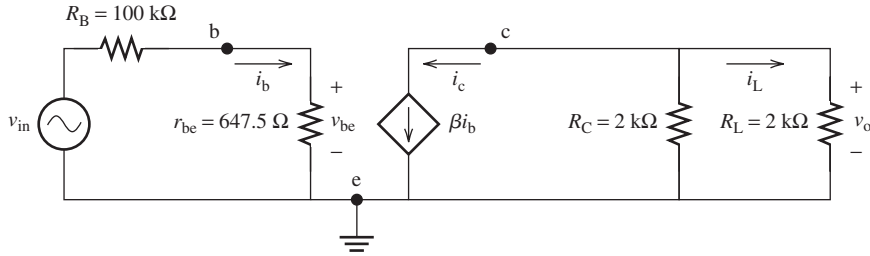 R_B = 100 kΩ
b
c
i_b
i_c
i_L
v_in
r_be = 647.5 Ω
+
v_be
−
βi_b
R_C = 2 kΩ
R_L = 2 kΩ
+
v_o
−
e